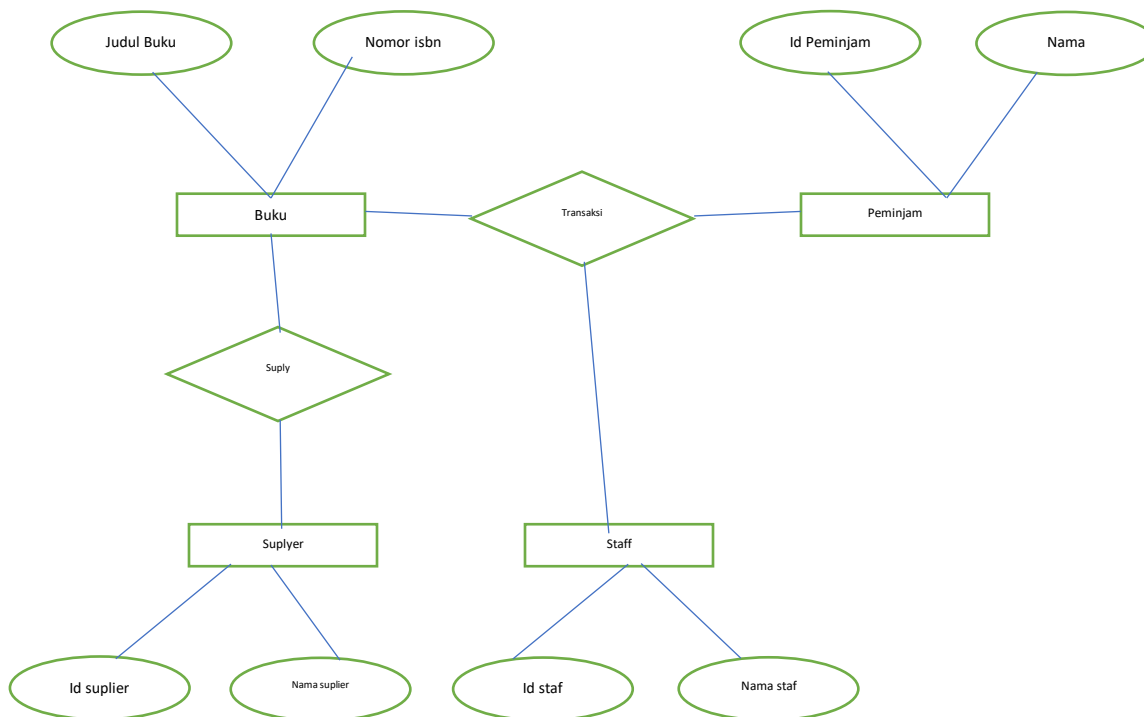 Judul Buku
Nomor isbn
Id Peminjam
Nama
Buku
Transaksi
Peminjam
Suply
Suplyer
Staff
Id suplier
Nama suplier
Id staf
Nama staf